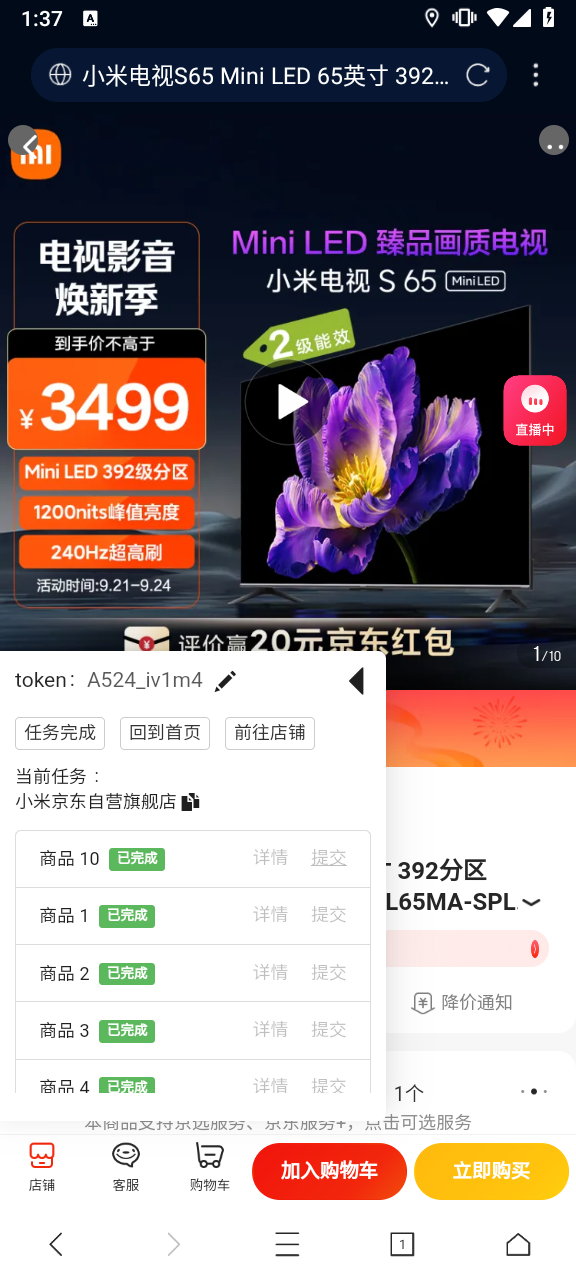 1:37
A
小米电视S65 Mini LED 65英寸 392...
电视影音
焕新季
到手价不高于
¥3499
Mini LED 392级分区
1200nits峰值亮度
240Hz超高刷
活动时间:9.21-9.24
Mini LED 臻品画质电视
小米电视 S 65 Mini LED
2级能效
直播中
评价赢20元京东红包
1/10
token: A524_iv1m4
任务完成 回到首页 前往店铺
当前任务：
小米京东自营旗舰店
商品 10 已完成 详情 提交
商品 1 已完成 详情 提交
商品 2 已完成 详情 提交
商品 3 已完成 详情 提交
商品 4 已完成 详情 提交
392分区
L65MA-SPL
降价通知
1个
本商品支持京选服务、京东服务+，点击可选服务
店铺 客服 购物车 加入购物车 立即购买
1